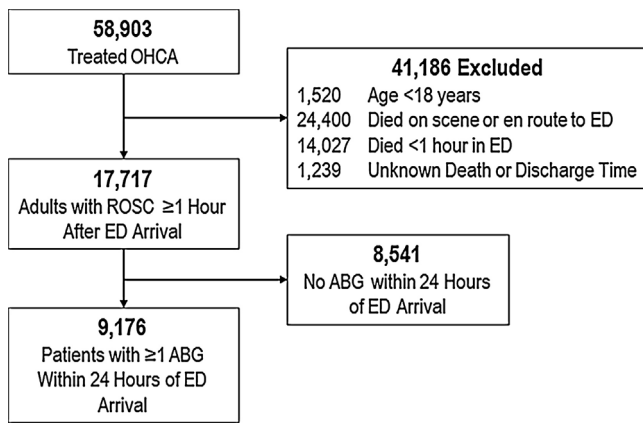 58,903
Treated OHCA
41,186 Excluded
1,520 Age <18 years
24,400 Died on scene or en route to ED
14,027 Died <1 hour in ED
1,239 Unknown Death or Discharge Time
17,717
Adults with ROSC ≥1 Hour
After ED Arrival
8,541
No ABG within 24 Hours
of ED Arrival
9,176
Patients with ≥1 ABG
Within 24 Hours of ED
Arrival